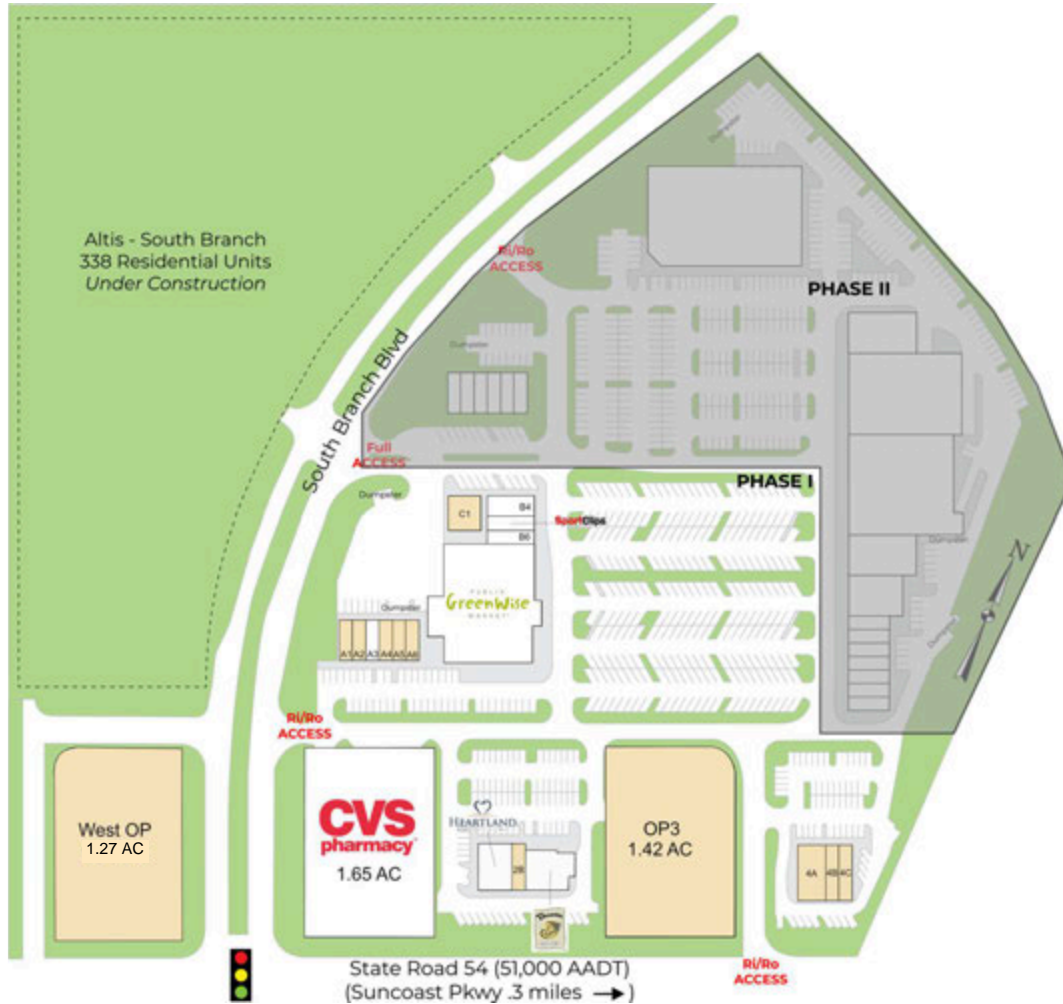 Dumpster
Altis - South Branch
338 Residential Units
Under Construction
Ri/Ro
ACCESS
PHASE II
South Branch Blvd
Dumpster
Full
ACCESS
PHASE I
Dumpster
C1
B4
SportClips
B6
Dumpster
N
PUBLIX
GreenWise
MARKET
Dumpster
Dumpster
A1 A2 A3 A4 A5 A6
Ri/Ro
ACCESS
West OP
1.27 AC
CVS
pharmacy
1.65 AC
HEARTLAND
2B
OP3
1.42 AC
4A 4B 4C
Ri/Ro
ACCESS
State Road 54 (51,000 AADT)
(Suncoast Pkwy .3 miles → )